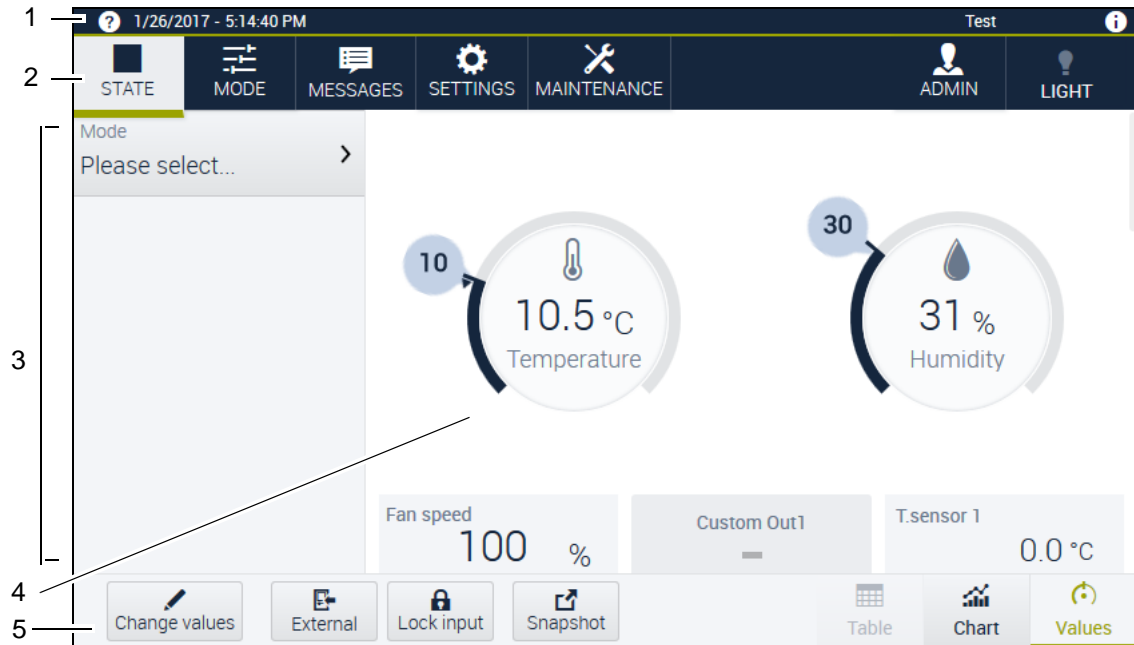 1
? 1/26/2017 - 5:14:40 PM Test i
2
STATE MODE MESSAGES SETTINGS MAINTENANCE ADMIN LIGHT
Mode
Please select...
3
10
10.5 °C
Temperature
30
31 %
Humidity
Fan speed
100 %
Custom Out1
–
T.sensor 1
0.0 °C
4
5
Change values External Lock input Snapshot Table Chart Values